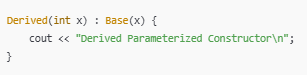 Derived(int x) : Base(x) {
    cout << "Derived Parameterized Constructor\n";
}